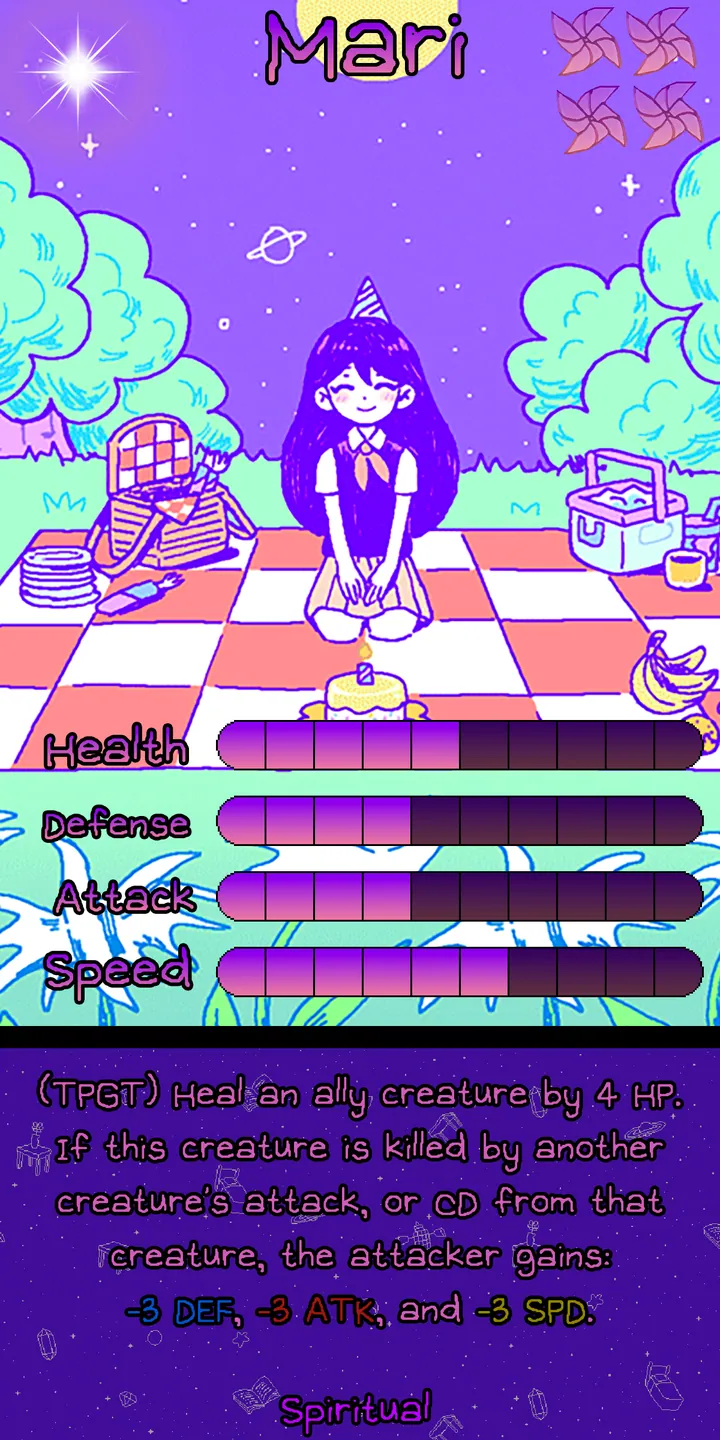 Mari
Health
Defense
Attack
Speed
(TPGT) Heal an ally creature by 4 HP.
If this creature is killed by another
creature's attack, or CD from that
creature, the attacker gains:
-3 DEF, -3 ATK, and -3 SPD.
Spiritual